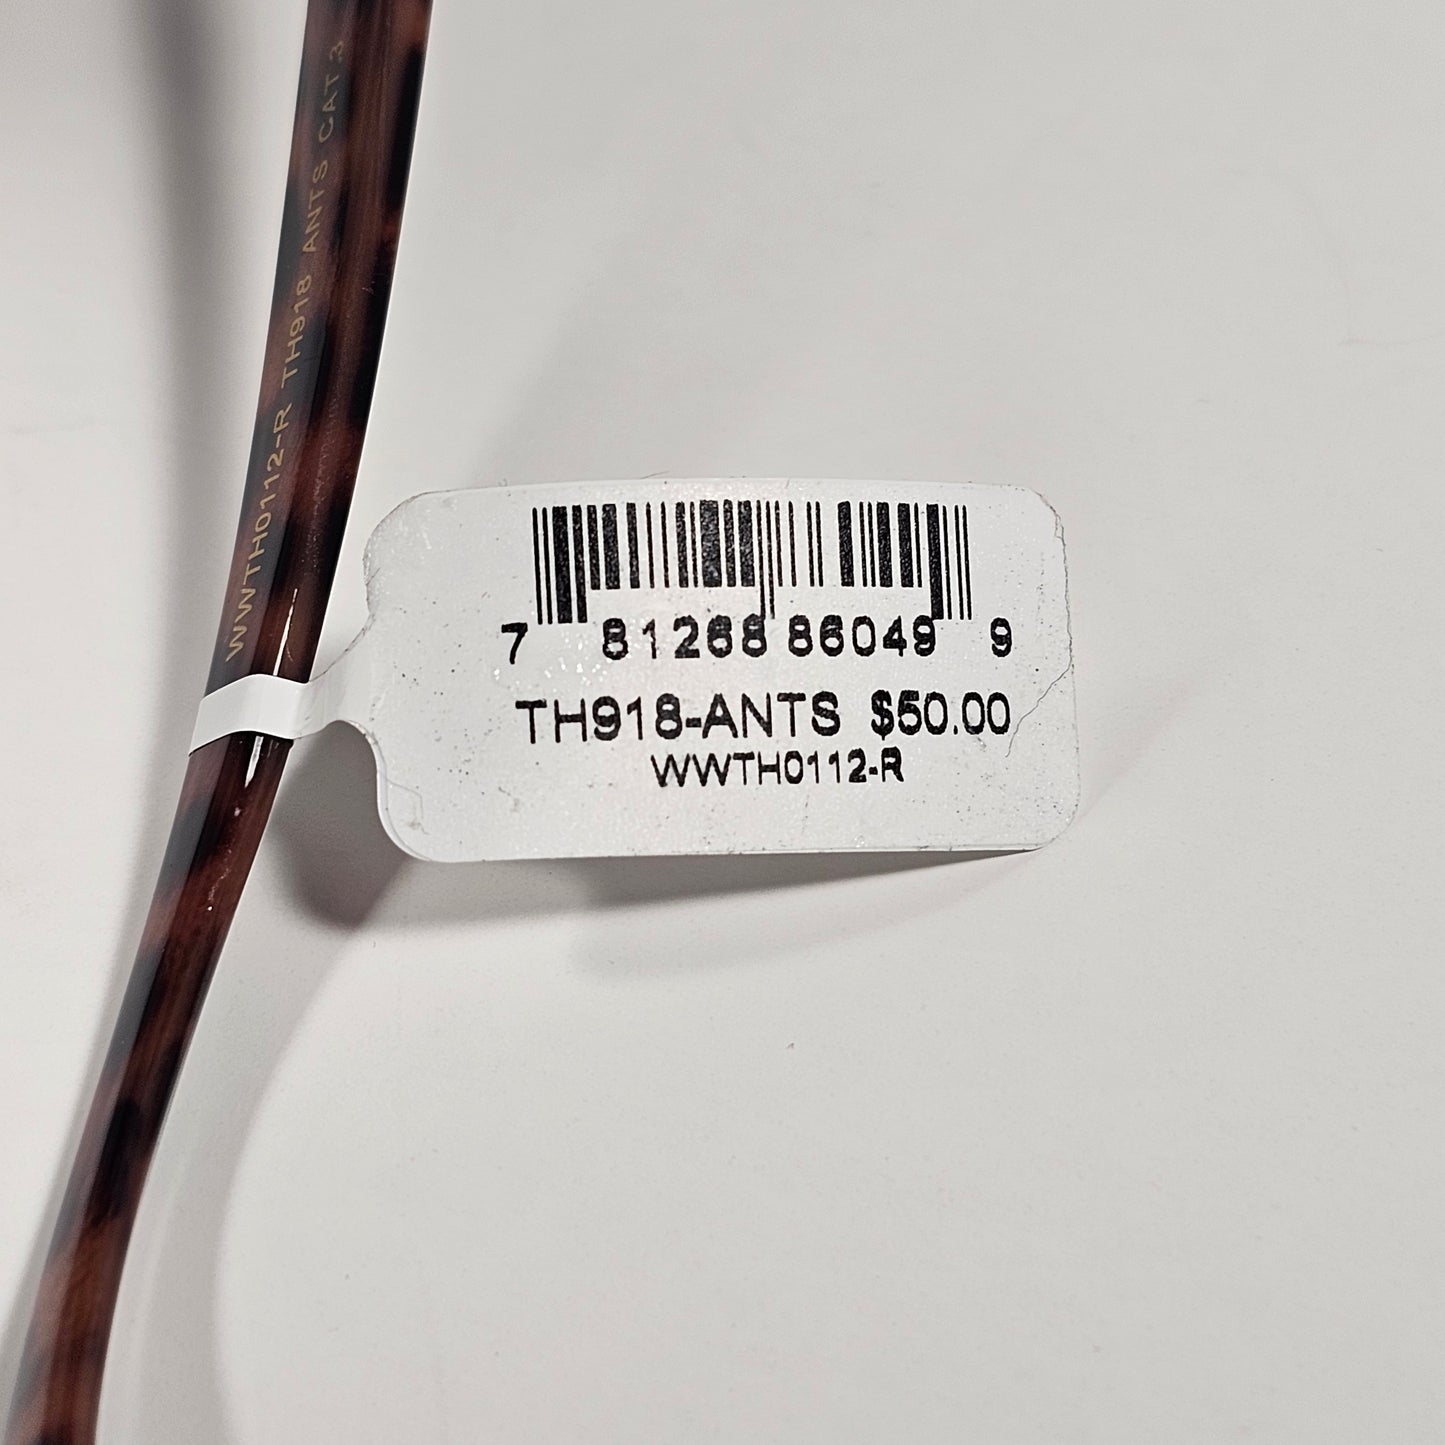 WWTH0112-R TH918 ANTS CAT.3
7 81268 86049 9
TH918-ANTS $50.00
WWTH0112-R